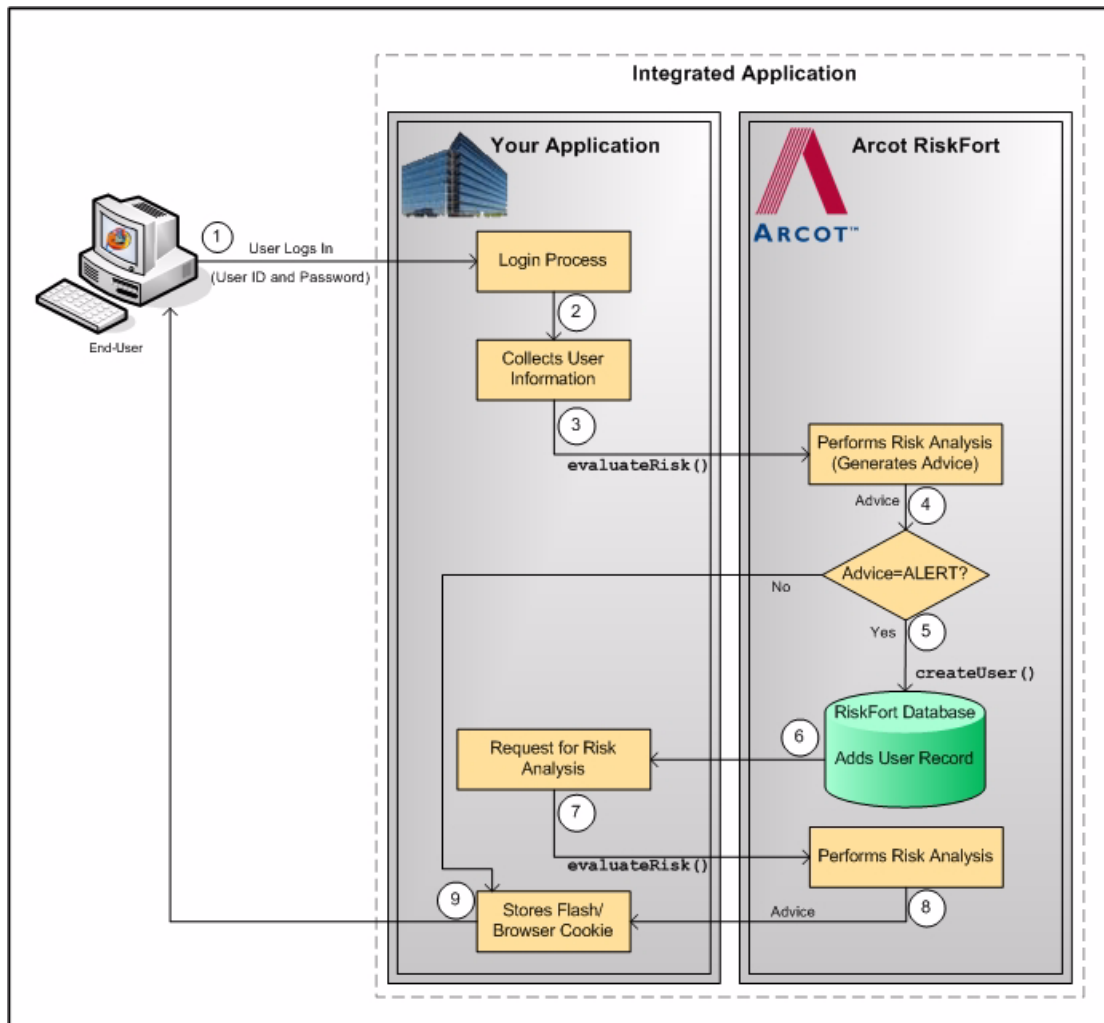 Integrated Application
Your Application
Arcot RiskFort
ARCOT™
1
User Logs In
(User ID and Password)
End-User
Login Process
2
Collects User
Information
3
evaluateRisk()
Performs Risk Analysis
(Generates Advice)
Advice
4
Advice=ALERT?
No
Yes
5
createUser()
RiskFort Database
Adds User Record
6
Request for Risk
Analysis
7
evaluateRisk()
Performs Risk Analysis
8
Advice
9
Stores Flash/
Browser Cookie